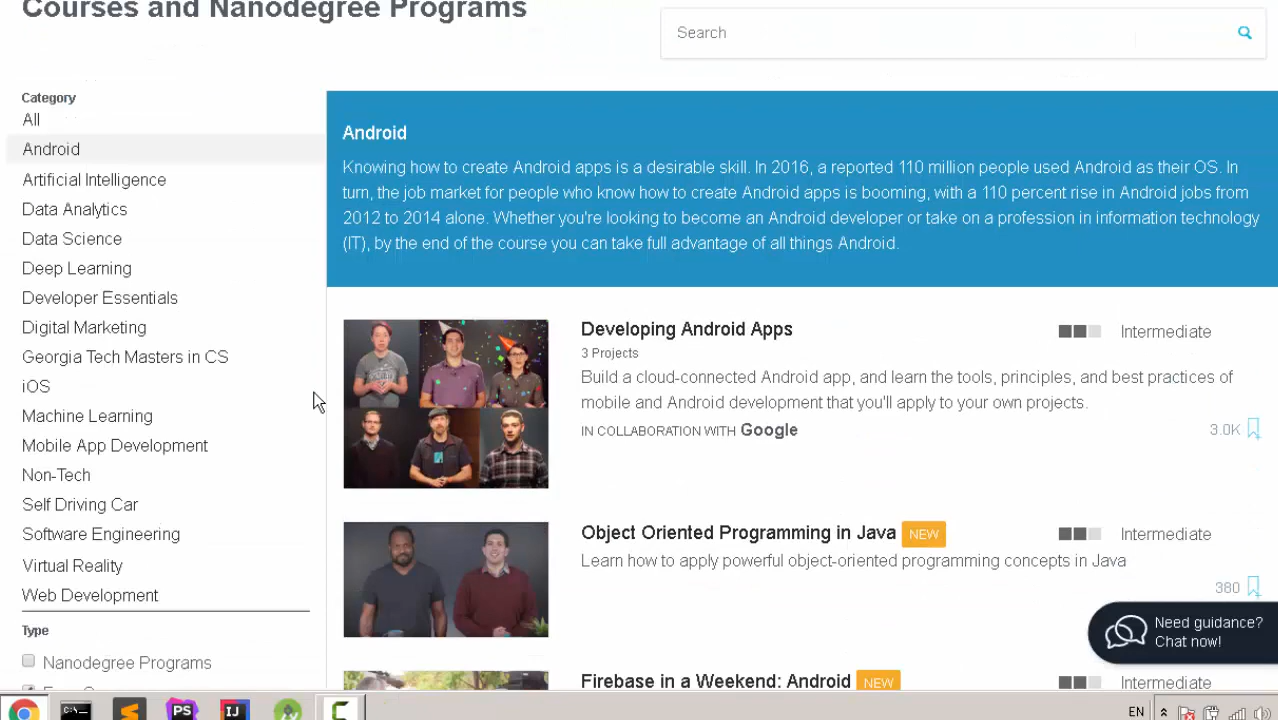 Courses and Nanodegree Programs
Search
Category
All
Android
Artificial Intelligence
Data Analytics
Data Science
Deep Learning
Developer Essentials
Digital Marketing
Georgia Tech Masters in CS
iOS
Machine Learning
Mobile App Development
Non-Tech
Self Driving Car
Software Engineering
Virtual Reality
Web Development
Type
Nanodegree Programs
Android
Knowing how to create Android apps is a desirable skill. In 2016, a reported 110 million people used Android as their OS. In
turn, the job market for people who know how to create Android apps is booming, with a 110 percent rise in Android jobs from
2012 to 2014 alone. Whether you're looking to become an Android developer or take on a profession in information technology
(IT), by the end of the course you can take full advantage of all things Android.
Developing Android Apps
Intermediate
3 Projects
Build a cloud-connected Android app, and learn the tools, principles, and best practices of
mobile and Android development that you'll apply to your own projects.
IN COLLABORATION WITH Google
3.0K
Object Oriented Programming in Java NEW
Intermediate
Learn how to apply powerful object-oriented programming concepts in Java
380
Need guidance?
Chat now!
Firebase in a Weekend: Android NEW
Intermediate
C:\
PS
IJ
EN